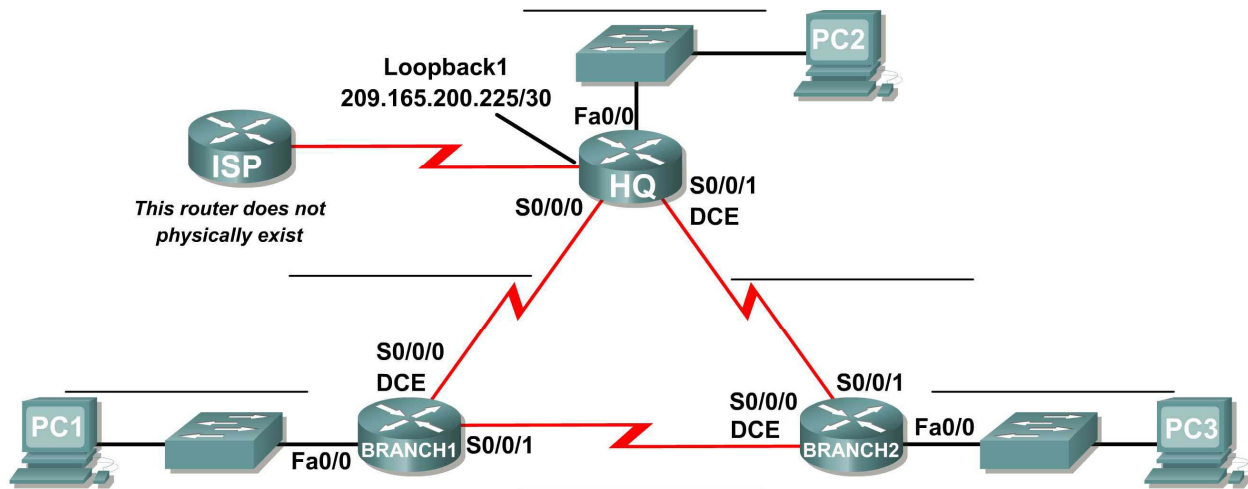 PC2
Loopback1
209.165.200.225/30
Fa0/0
ISP
HQ
This router does not
physically exist
S0/0/0
S0/0/1
DCE
S0/0/0
DCE
S0/0/1
S0/0/0
DCE
PC1
Fa0/0
BRANCH1
S0/0/1
BRANCH2
Fa0/0
PC3